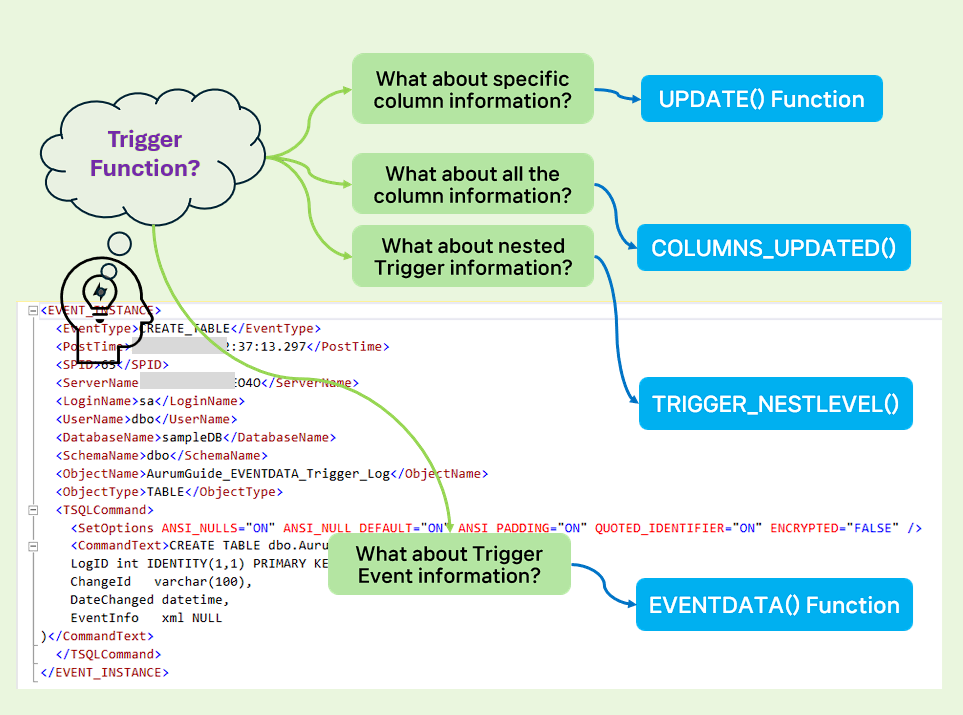 What about specific
column information?
UPDATE() Function
Trigger
Function?
What about all the
column information?
COLUMNS_UPDATED()
What about nested
Trigger information?
TRIGGER_NESTLEVEL()
<EVENT_INSTANCE>
<EventType>CREATE_TABLE</EventType>
<PostTime> 2:37:13.297</PostTime>
<SPID>65</SPID>
<ServerName E04O</ServerName>
<LoginName>sa</LoginName>
<UserName>dbo</UserName>
<DatabaseName>sampleDB</DatabaseName>
<SchemaName>dbo</SchemaName>
<ObjectName>AurumGuide_EVENTDATA_Trigger_Log</ObjectName>
<ObjectType>TABLE</ObjectType>
<TSQLCommand>
<SetOptions ANSI_NULLS="ON" ANSI_NULL_DEFAULT="ON" ANSI_PADDING="ON" QUOTED_IDENTIFIER="ON" ENCRYPTED="FALSE" />
<CommandText>CREATE TABLE dbo.Auru
LogID int IDENTITY(1,1) PRIMARY KE
ChangeId varchar(100),
DateChanged datetime,
EventInfo xml NULL
)</CommandText>
</TSQLCommand>
</EVENT_INSTANCE>
What about Trigger
Event information?
EVENTDATA() Function